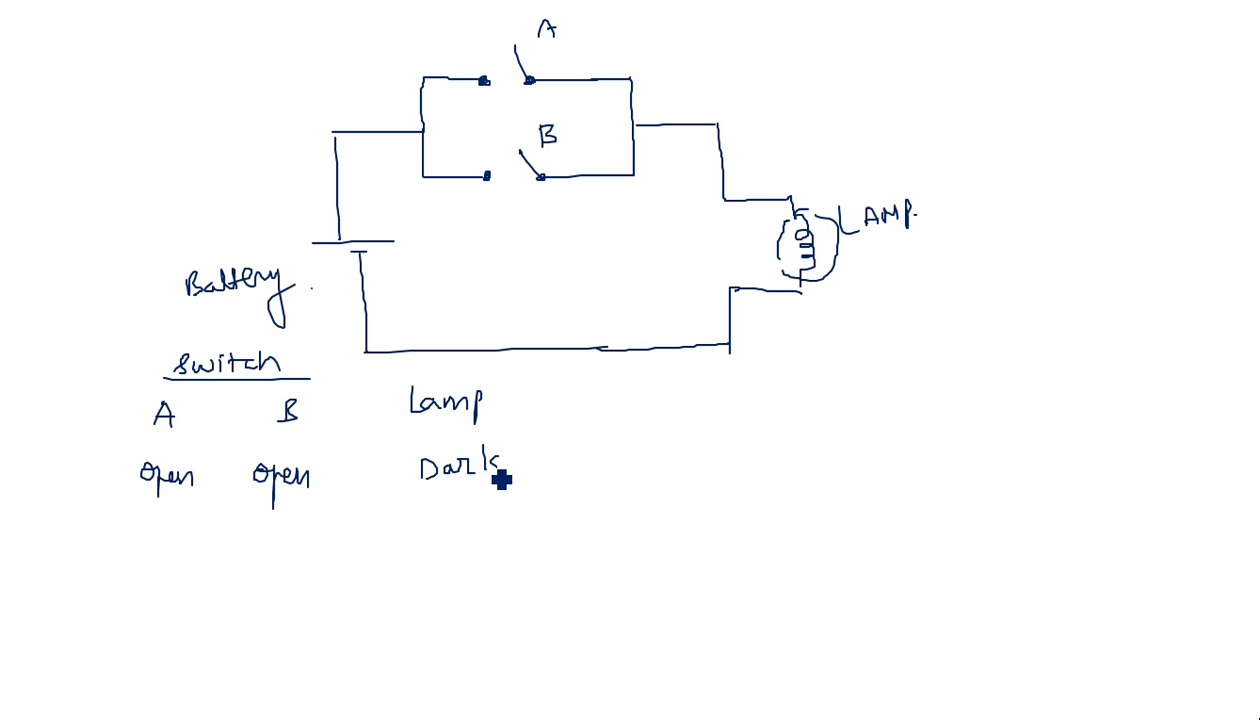 A
B
LAMP.
Battery.
Switch
A B Lamp
Open Open Dark